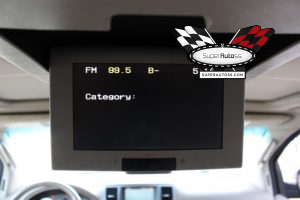 SuperAutoss
SUPERAUTOSS.COM
FM 99.5 B- 5
Category: